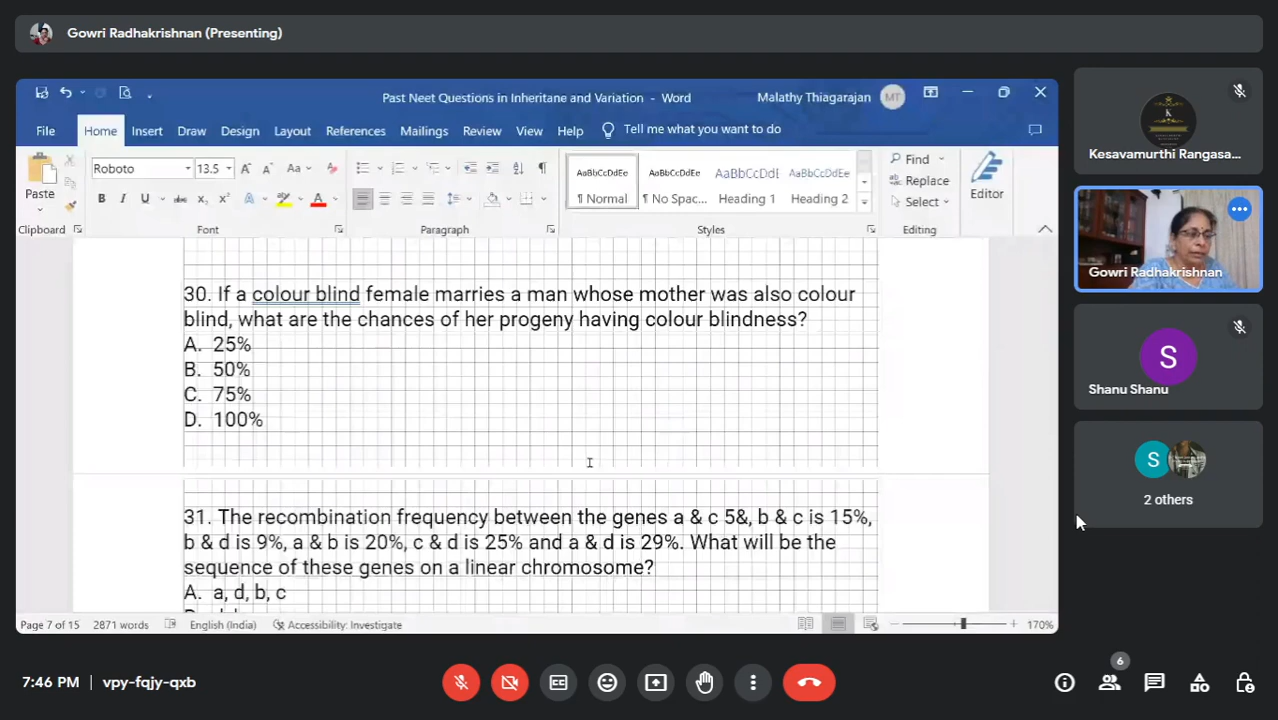 Gowri Radhakrishnan (Presenting)
Past Neet Questions in Inheritane and Variation - Word
Malathy Thiagarajan
MT
File Home Insert Draw Design Layout References Mailings Review View Help Tell me what you want to do
Paste
Clipboard
Roboto 13.5
Font
Paragraph
AaBbCcDdEe AaBbCcDdEe AaBbCcDdE AaBbCcDdEe
¶ Normal ¶ No Spac... Heading 1 Heading 2
Styles
Find
Replace
Select
Editing
Editor
30. If a colour blind female marries a man whose mother was also colour
blind, what are the chances of her progeny having colour blindness?
A. 25%
B. 50%
C. 75%
D. 100%
31. The recombination frequency between the genes a & c 5&, b & c is 15%,
b & d is 9%, a & b is 20%, c & d is 25% and a & d is 29%. What will be the
sequence of these genes on a linear chromosome?
A. a, d, b, c
Page 7 of 15 2871 words English (India) Accessibility: Investigate 170%
K
Kesavamurthi Rangasa...
Gowri Radhakrishnan
S
Shanu Shanu
S
2 others
7:46 PM | vpy-fqjy-qxb
6